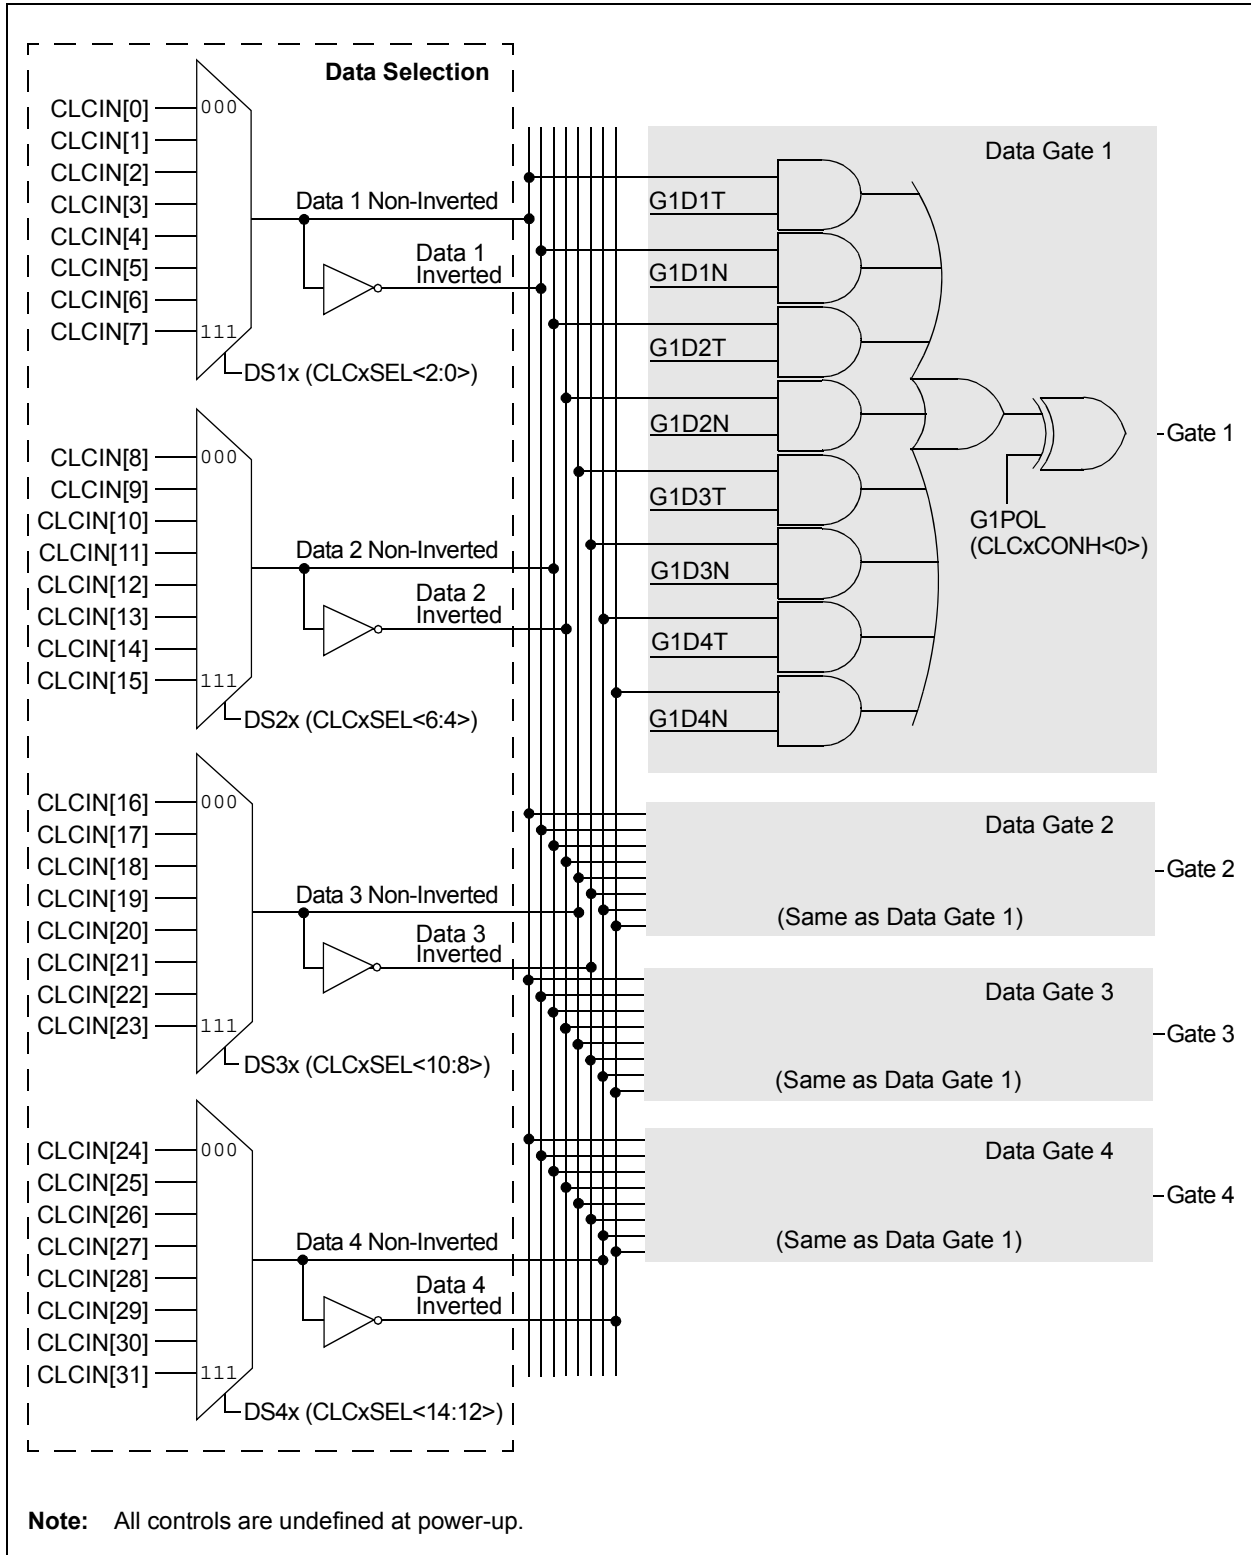 Data Selection
CLCIN[0]
CLCIN[1]
CLCIN[2]
CLCIN[3]
CLCIN[4]
CLCIN[5]
CLCIN[6]
CLCIN[7]
000
111
Data 1 Non-Inverted
Data 1
Inverted
DS1x (CLCxSEL<2:0>)
CLCIN[8]
CLCIN[9]
CLCIN[10]
CLCIN[11]
CLCIN[12]
CLCIN[13]
CLCIN[14]
CLCIN[15]
000
111
Data 2 Non-Inverted
Data 2
Inverted
DS2x (CLCxSEL<6:4>)
CLCIN[16]
CLCIN[17]
CLCIN[18]
CLCIN[19]
CLCIN[20]
CLCIN[21]
CLCIN[22]
CLCIN[23]
000
111
Data 3 Non-Inverted
Data 3
Inverted
DS3x (CLCxSEL<10:8>)
CLCIN[24]
CLCIN[25]
CLCIN[26]
CLCIN[27]
CLCIN[28]
CLCIN[29]
CLCIN[30]
CLCIN[31]
000
111
Data 4 Non-Inverted
Data 4
Inverted
DS4x (CLCxSEL<14:12>)
Data Gate 1
G1D1T
G1D1N
G1D2T
G1D2N
G1D3T
G1D3N
G1D4T
G1D4N
G1POL
(CLCxCONH<0>)
Gate 1
Data Gate 2
(Same as Data Gate 1)
Gate 2
Data Gate 3
(Same as Data Gate 1)
Gate 3
Data Gate 4
(Same as Data Gate 1)
Gate 4
Note: All controls are undefined at power-up.